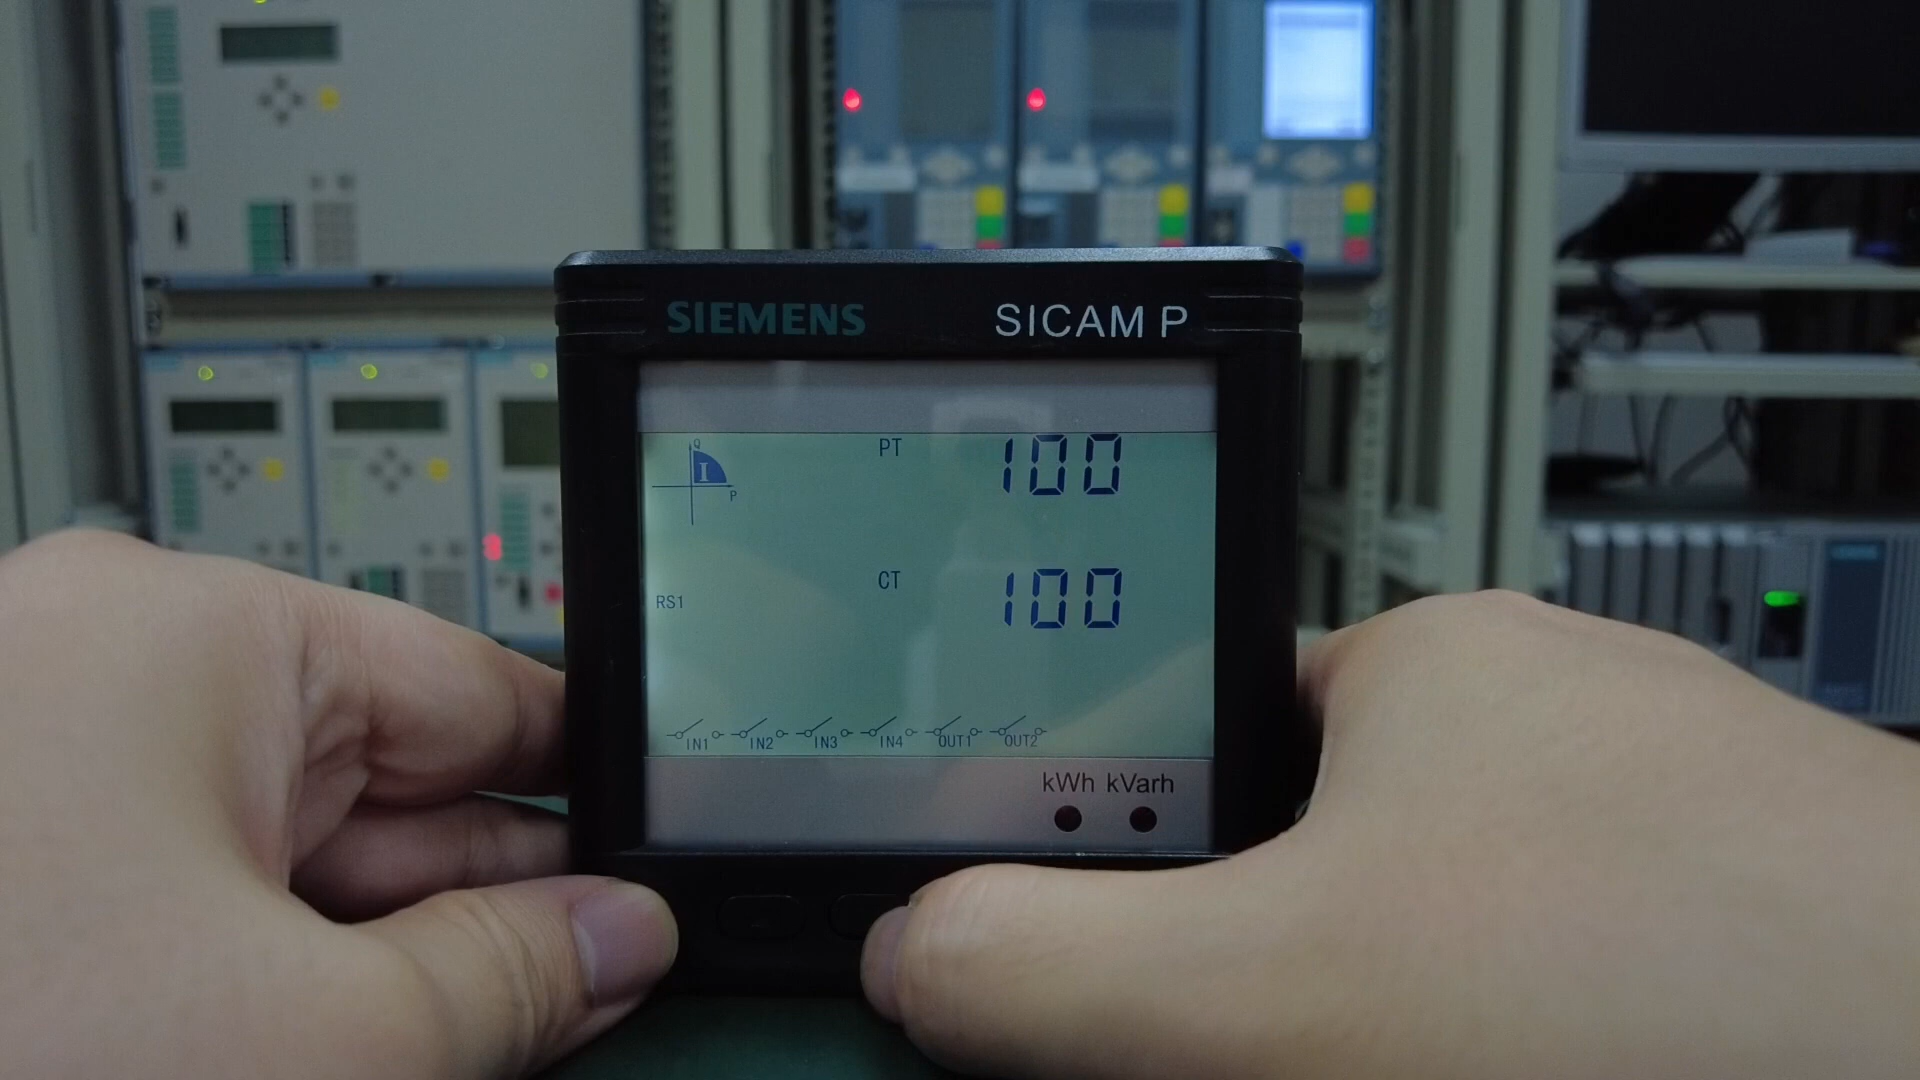 SIEMENS SICAM P
Q
I
P
PT 100
CT 100
RS1
IN1 IN2 IN3 IN4 OUT1 OUT2
kWh kVarh